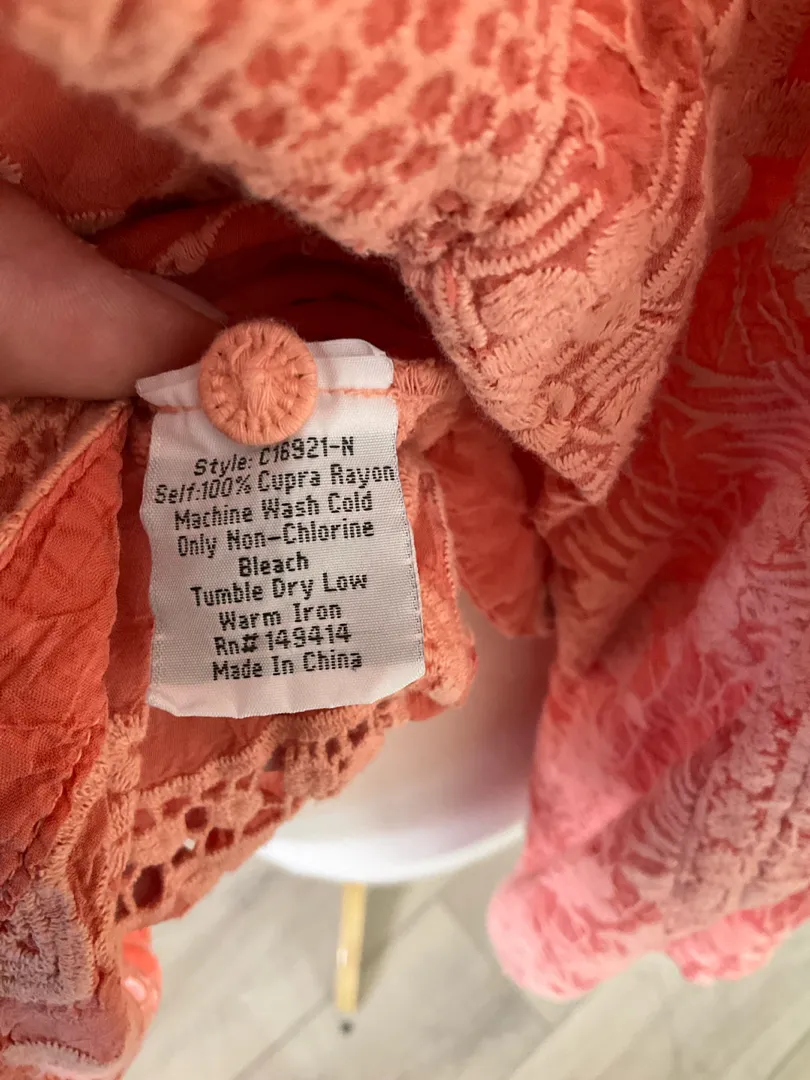 Style: C16921-N
Self:100% Cupra Rayon
Machine Wash Cold
Only Non-Chlorine
Bleach
Tumble Dry Low
Warm Iron
Rn# 149414
Made In China